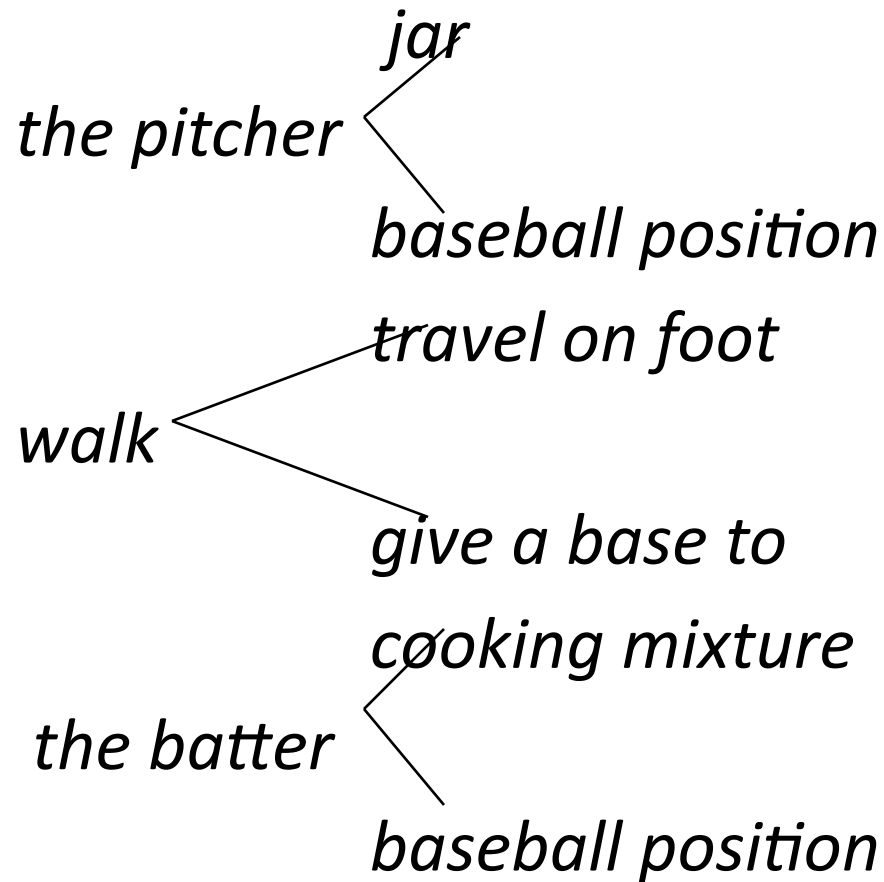 jar
the pitcher
baseball position
travel on foot
walk
give a base to
cooking mixture
the batter
baseball position